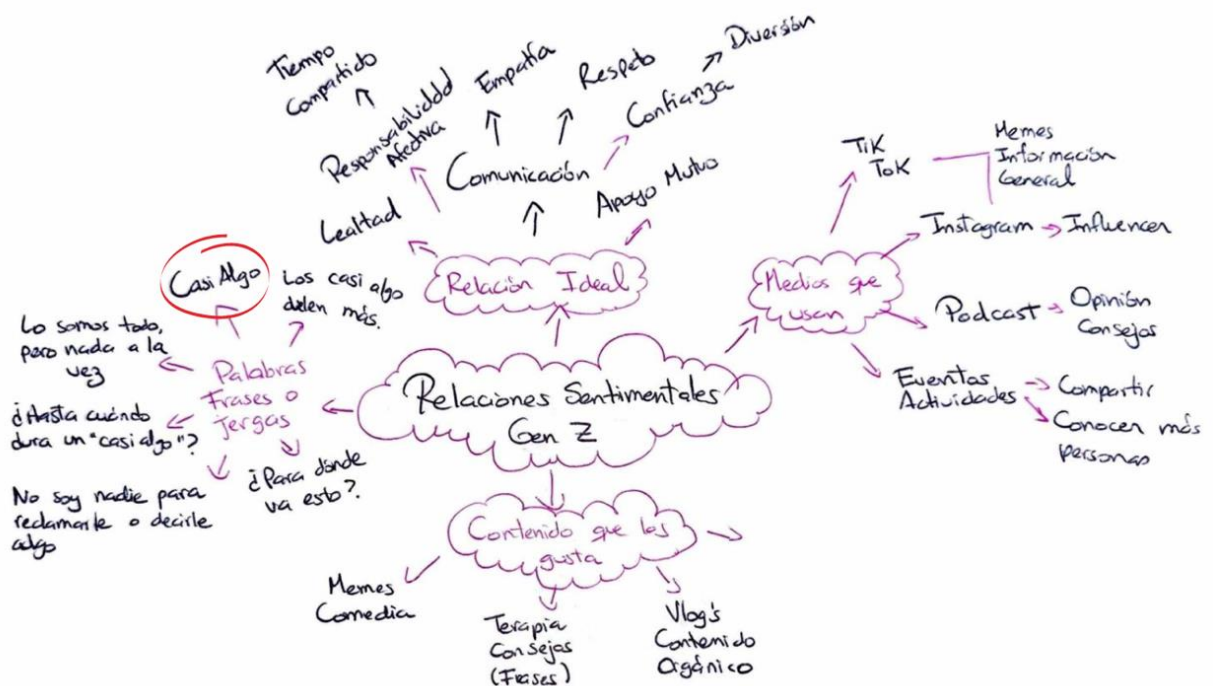 Tiempo
Compartido
Responsabilidad
Afectiva
Empatía
Respeto
Confianza
Diversión
Comunicación
Lealtad
Apoyo Mutuo
Relación Ideal
Casi Algo
Los casi algo
duelen más.
Lo somos todo,
pero nada a la
vez
Palabras
Frases o
Jergas
¿Hasta cuándo
dura un "casi algo"?
No soy nadie para
reclamarle o decirle
algo
¿Para dónde
va esto?
Relaciones Sentimentales
Gen Z
Medios que
usan
Tik
Tok
Memes
Información
General
Instagram
Influencer
Podcast
Opinión
Consejos
Eventos
Actividades
Compartir
Conocer más
personas
Contenido que les
gusta
Memes
Comedia
Terapia
Consejos
(Frases)
Vlog's
Contenido
Orgánico